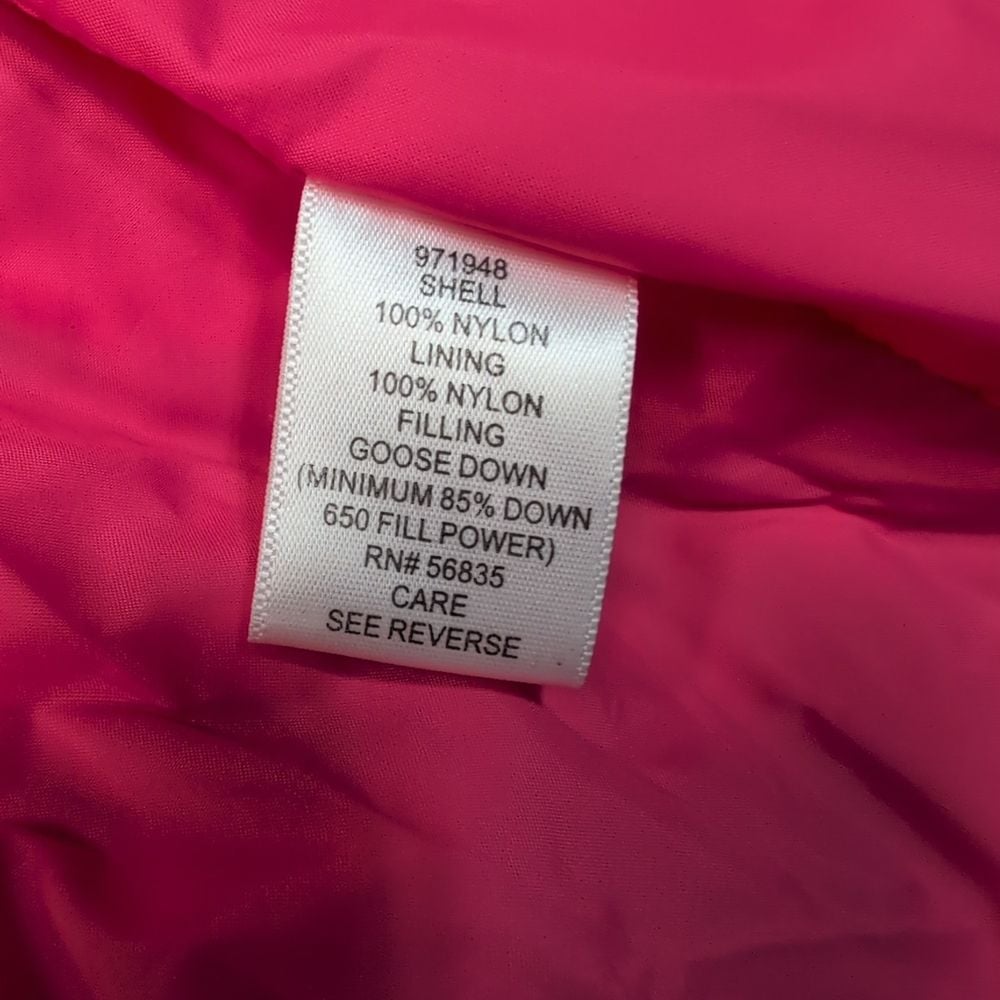 971948
SHELL
100% NYLON
LINING
100% NYLON
FILLING
GOOSE DOWN
(MINIMUM 85% DOWN
650 FILL POWER)
RN# 56835
CARE
SEE REVERSE